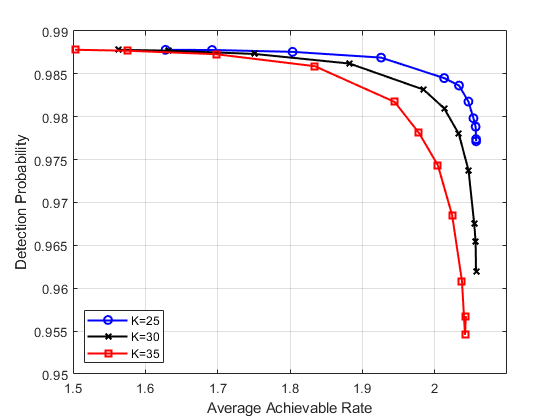 0.99
0.985
0.98
0.975
0.97
0.965
0.96
0.955
0.95
Detection Probability
K=25
K=30
K=35
1.5 1.6 1.7 1.8 1.9 2
Average Achievable Rate